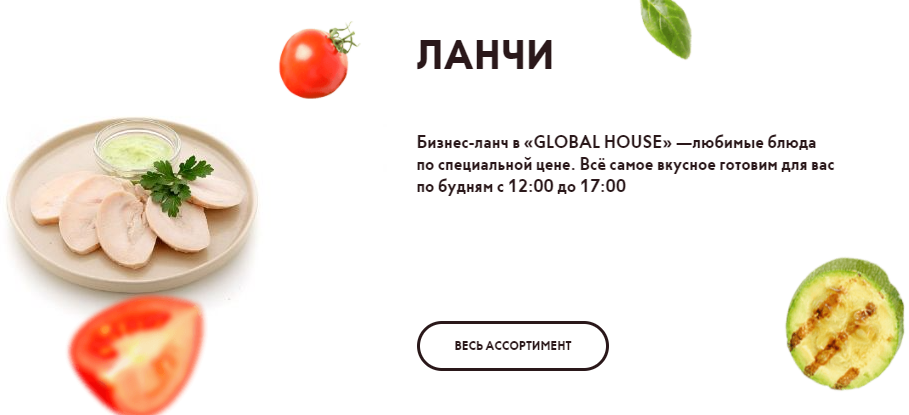 ЛАНЧИ
Бизнес-ланч в «GLOBAL HOUSE» —любимые блюда
по специальной цене. Всё самое вкусное готовим для вас
по будням с 12:00 до 17:00
ВЕСЬ АССОРТИМЕНТ